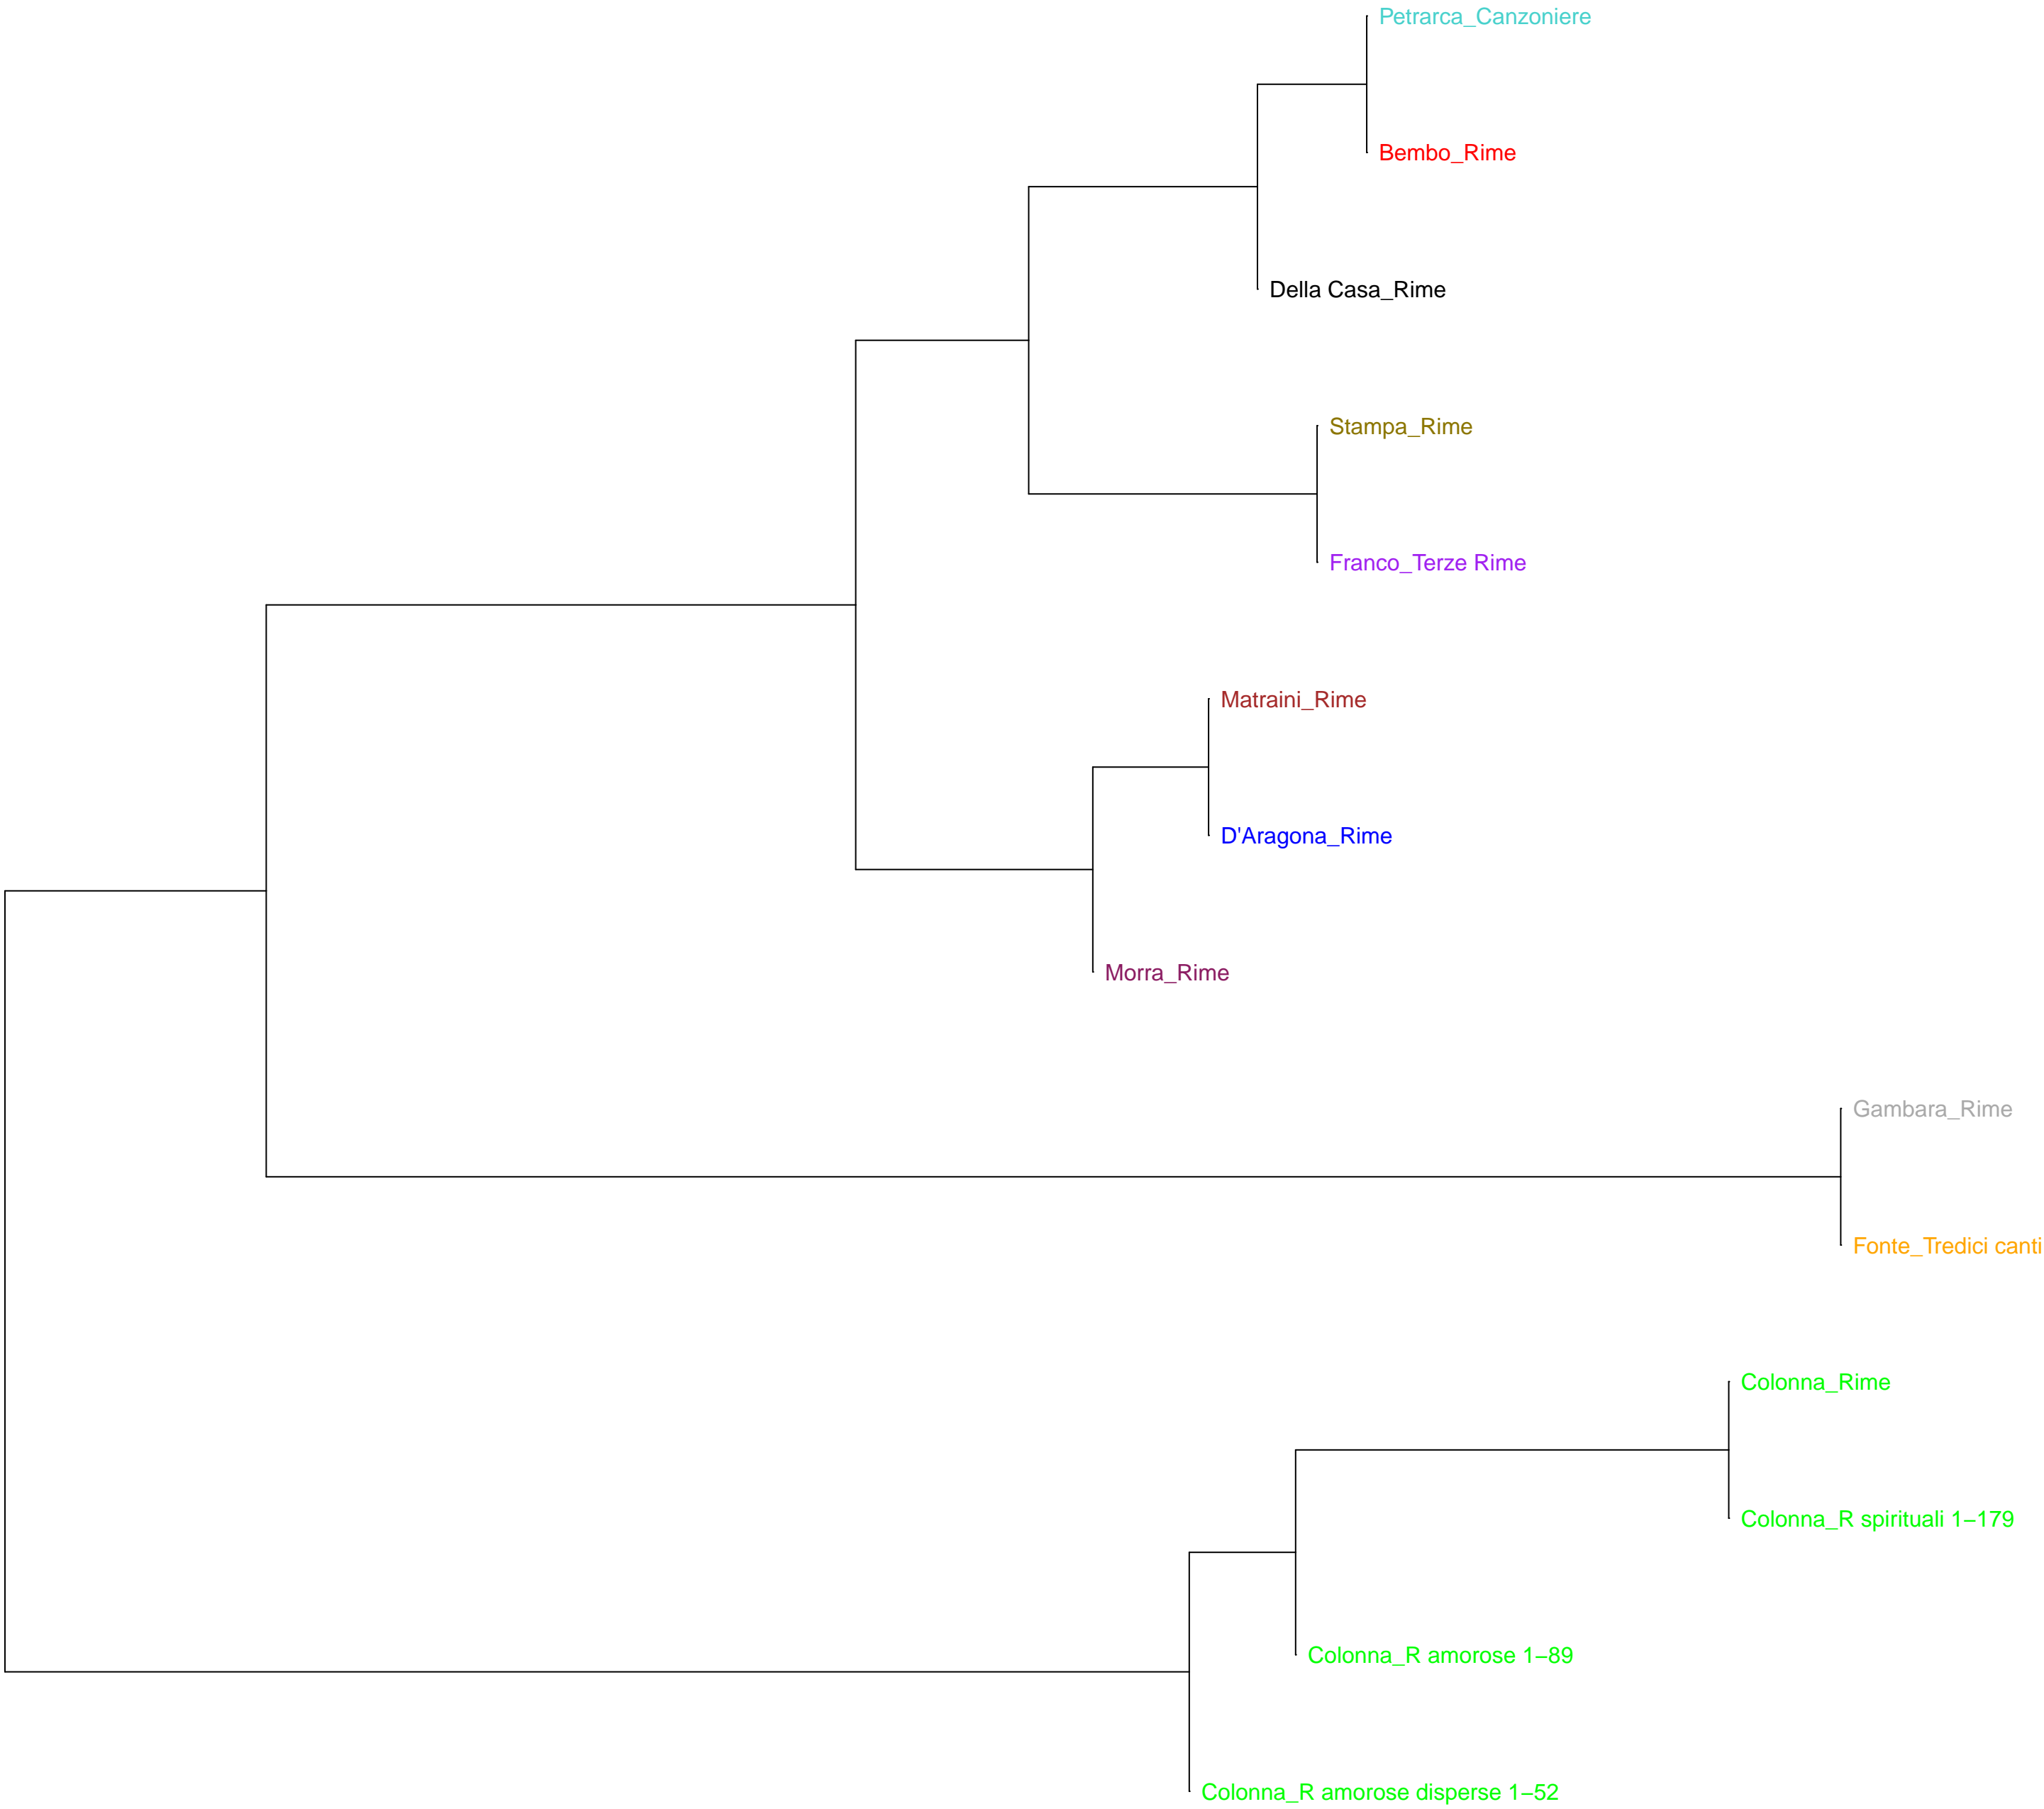 Petrarca_Canzoniere
Bembo_Rime
Della Casa_Rime
Stampa_Rime
Franco_Terze Rime
Matraini_Rime
D'Aragona_Rime
Morra_Rime
Gambara_Rime
Fonte_Tredici canti
Colonna_Rime
Colonna_R spirituali 1−179
Colonna_R amorose 1−89
Colonna_R amorose disperse 1−52